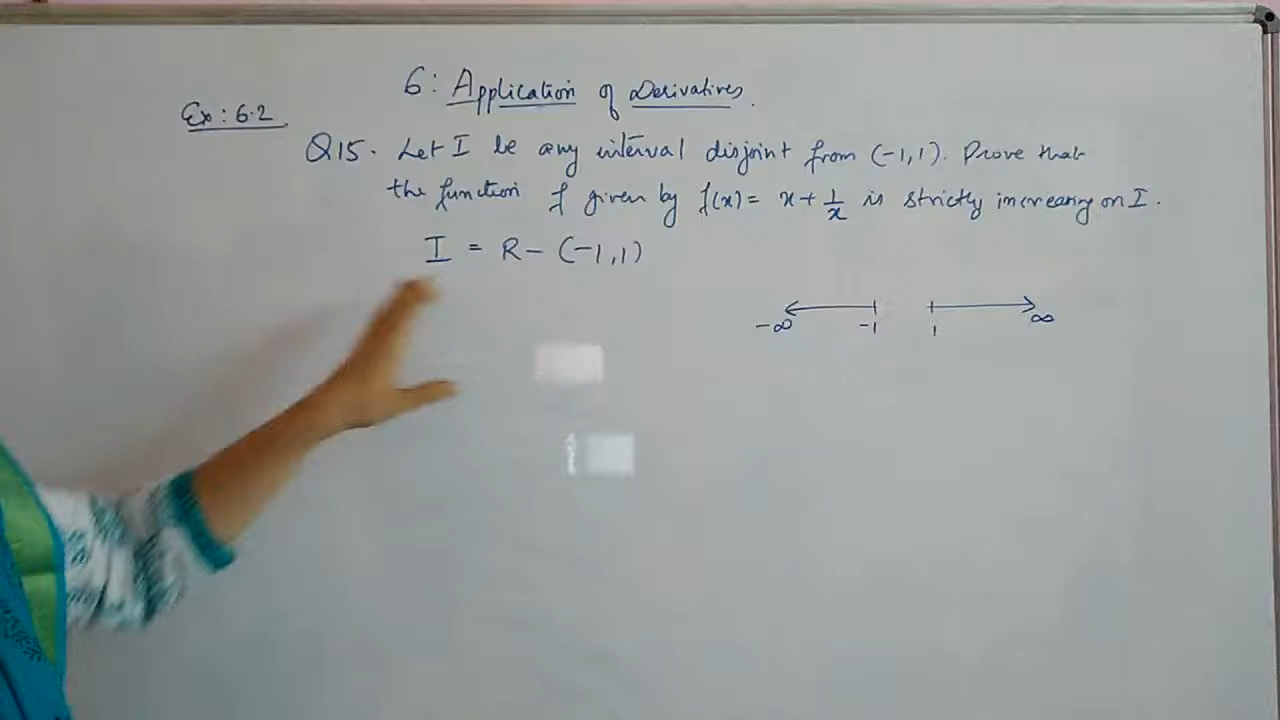 6: Application of Derivatives.
Ex: 6.2
Q15. Let I be any interval disjoint from (-1,1). Prove that
the function f given by f(x) = x + 1/x is strictly increasing on I.
I = R - (-1,1)
-∞ -1 1 ∞